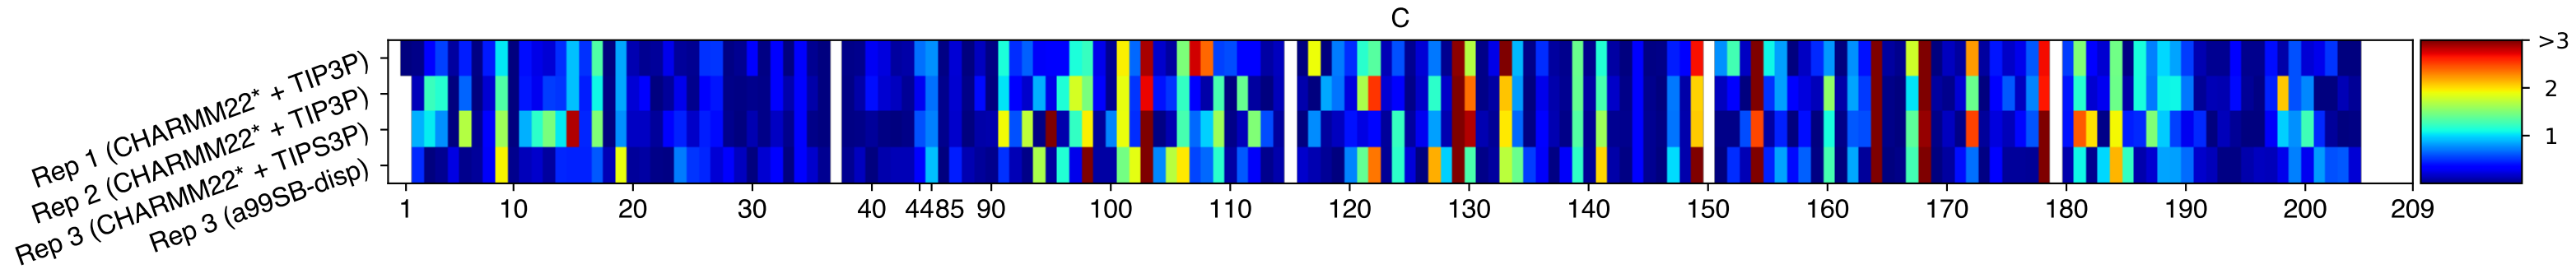 C
Rep 1 (CHARMM22* + TIP3P)
Rep 2 (CHARMM22* + TIP3P)
Rep 3 (CHARMM22* + TIPS3P)
Rep 3 (a99SB-disp)
1 10 20 30 40 4485 90 100 110 120 130 140 150 160 170 180 190 200 209
>3
2
1